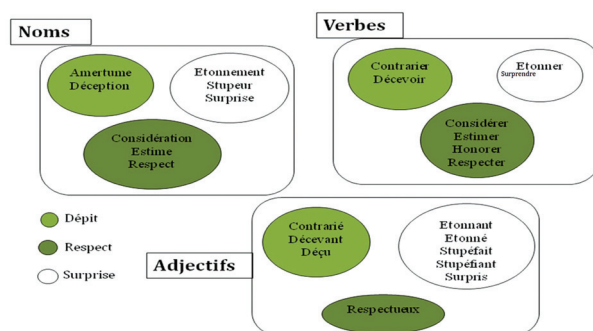 Noms
Amertume
Déception
Etonnement
Stupeur
Surprise
Considération
Estime
Respect
Verbes
Contrarier
Décevoir
Etonner
Surprendre
Considérer
Estimer
Honorer
Respecter
Dépit
Respect
Surprise
Adjectifs
Contrarié
Décevant
Déçu
Etonnant
Etonné
Stupéfait
Stupéfiant
Surpris
Respectueux